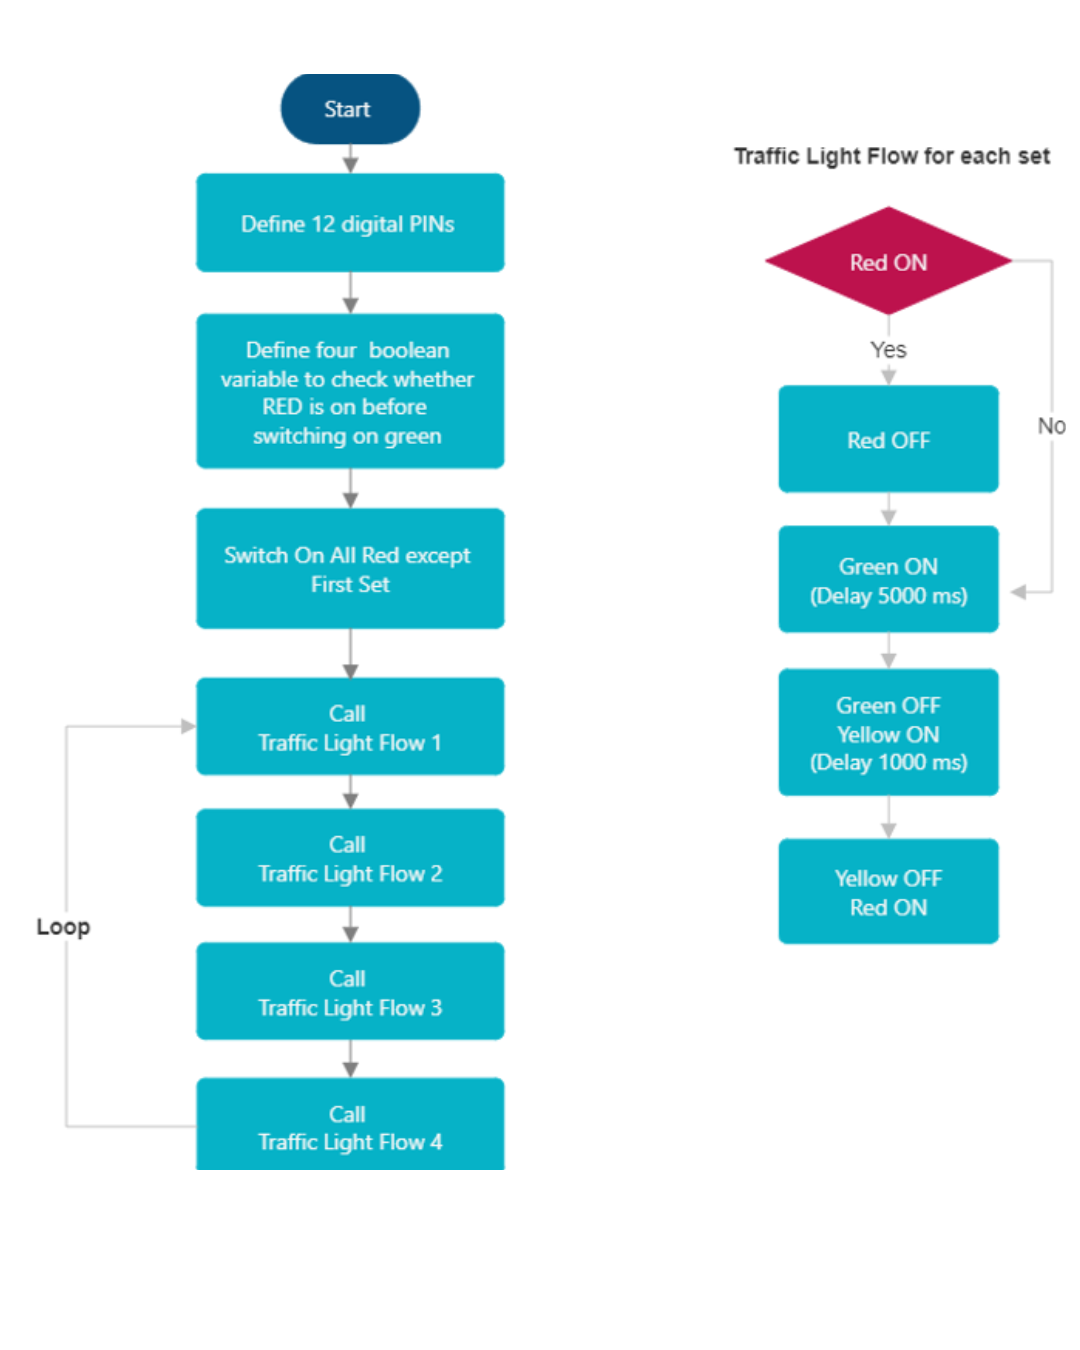 Start
Define 12 digital PINs
Define four boolean
variable to check whether
RED is on before
switching on green
Switch On All Red except
First Set
Call
Traffic Light Flow 1
Call
Traffic Light Flow 2
Call
Traffic Light Flow 3
Call
Traffic Light Flow 4
Loop
Traffic Light Flow for each set
Red ON
Yes
No
Red OFF
Green ON
(Delay 5000 ms)
Green OFF
Yellow ON
(Delay 1000 ms)
Yellow OFF
Red ON